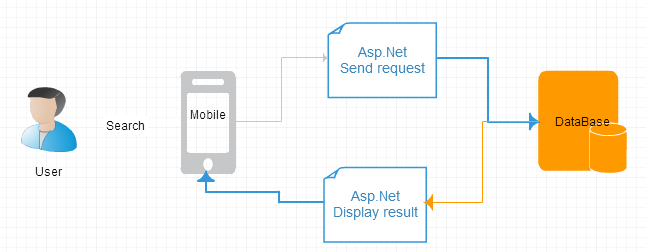 Asp.Net
Send request
Mobile
DataBase
Search
User
Asp.Net
Display result